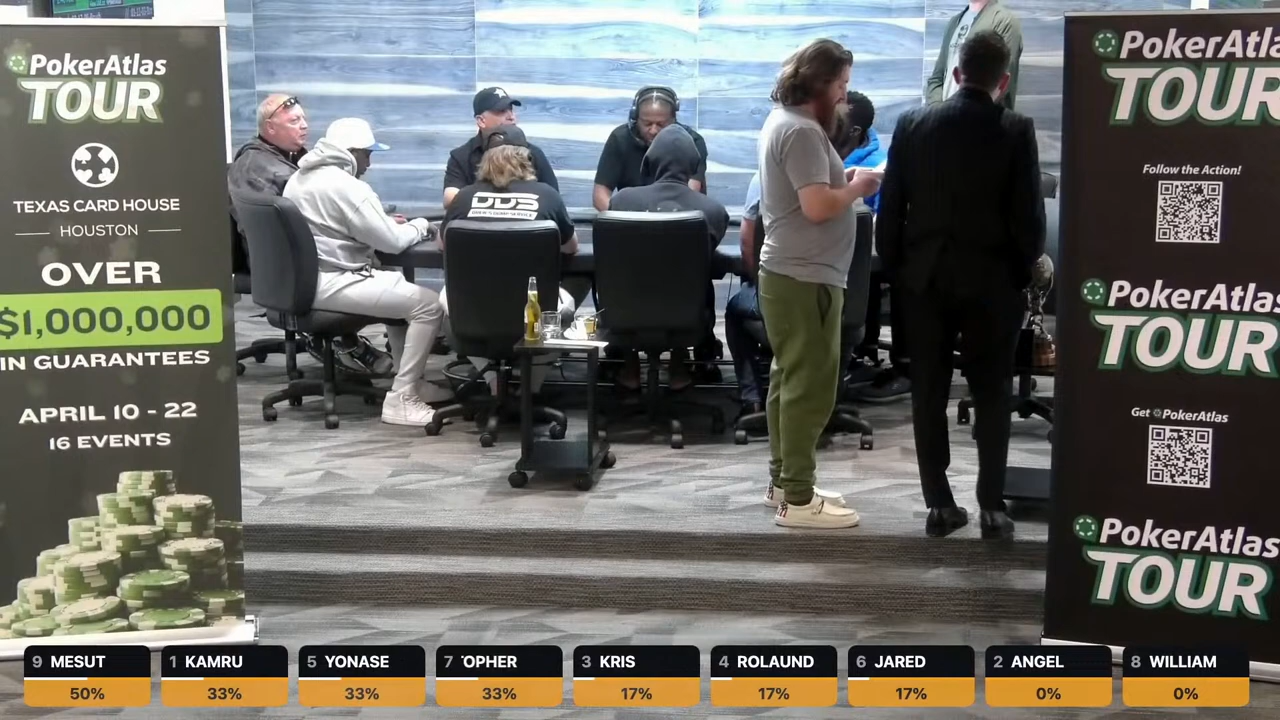 PokerAtlas
TOUR
TEXAS CARD HOUSE
HOUSTON
OVER
$1,000,000
IN GUARANTEES
APRIL 10 - 22
16 EVENTS
DDS
PokerAtla
TOUR
Follow the Action!
PokerAtlas
TOUR
Get PokerAtlas
PokerAtlas
TOUR
9 MESUT
50%
1 KAMRU
33%
5 YONASE
33%
7 OPHER
33%
3 KRIS
17%
4 ROLAUND
17%
6 JARED
17%
2 ANGEL
0%
8 WILLIAM
0%